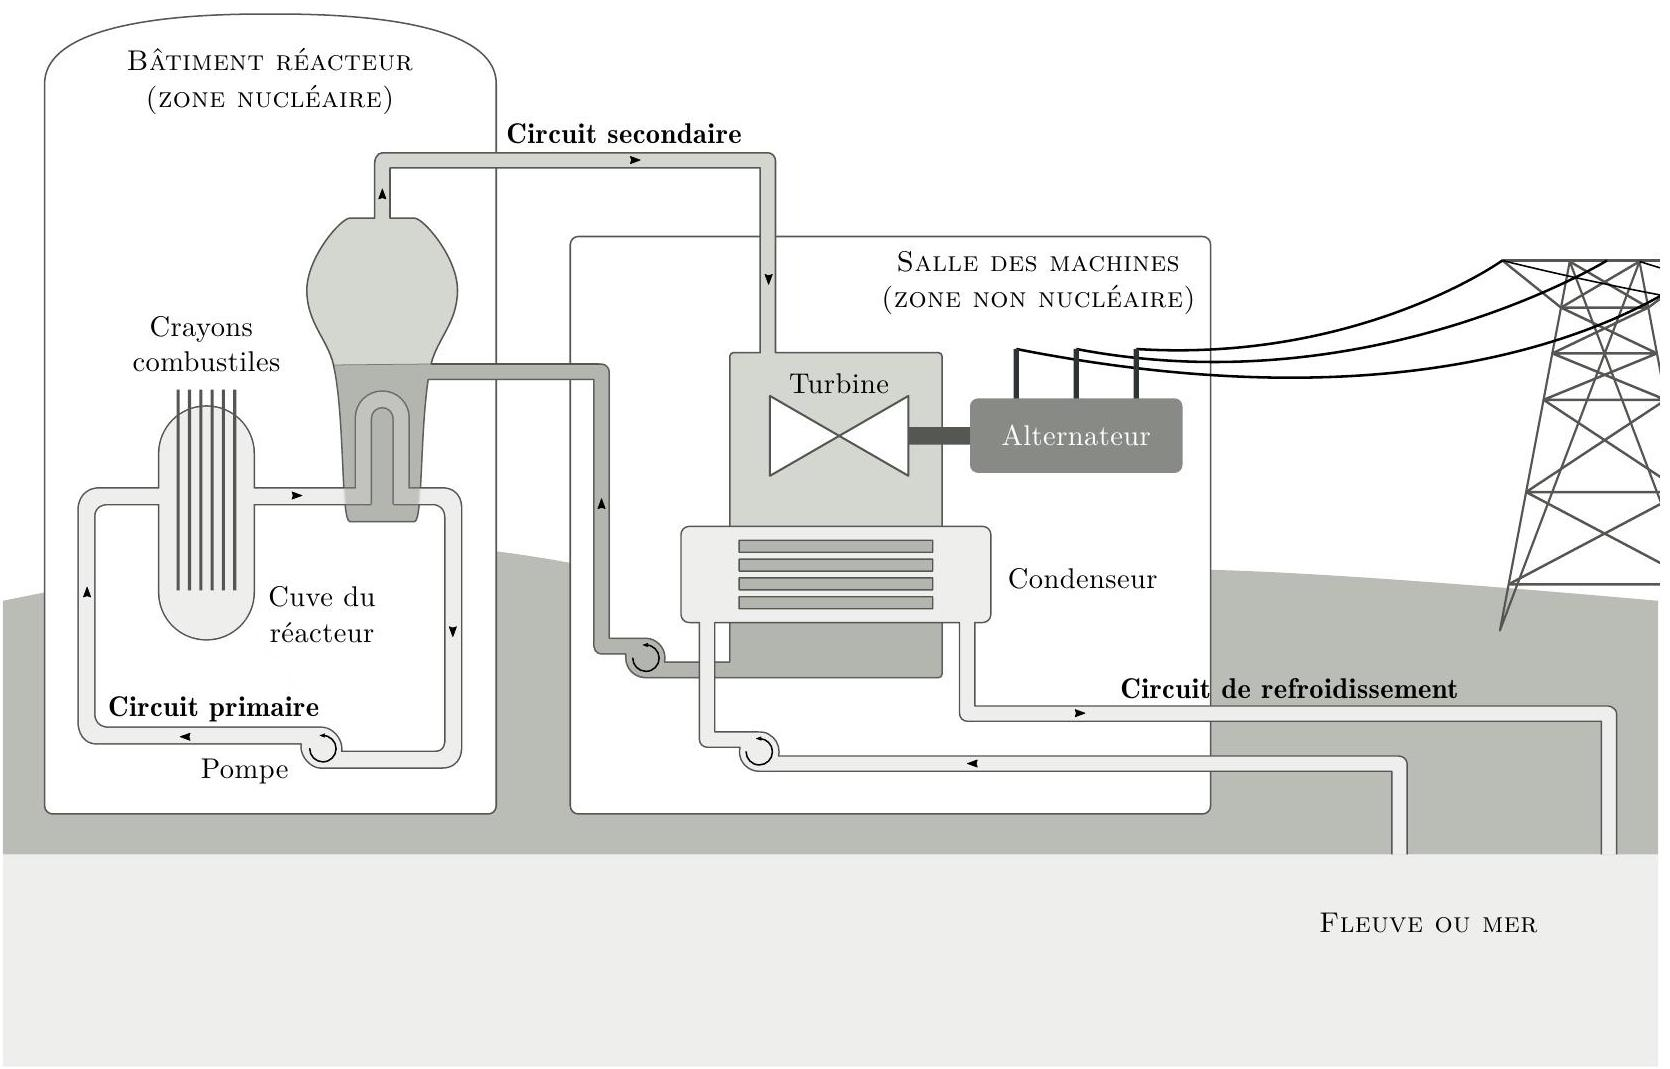 BÂTIMENT RÉACTEUR
(ZONE NUCLÉAIRE)
Circuit secondaire
SALLE DES MACHINES
(ZONE NON NUCLÉAIRE)
Crayons
combustiles
Turbine
Alternateur
Condenseur
Cuve du
réacteur
Circuit primaire
Pompe
Circuit de refroidissement
FLEUVE OU MER